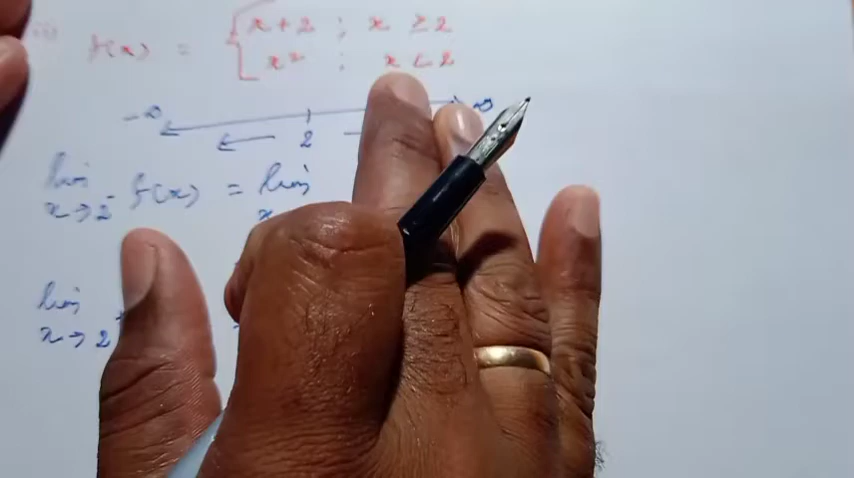 f(x) = { x + 2 ; x ≥ 2
x² ; x < 2
-∞ 2 ∞
lim x→2⁻ f(x) = lim x
lim x→2